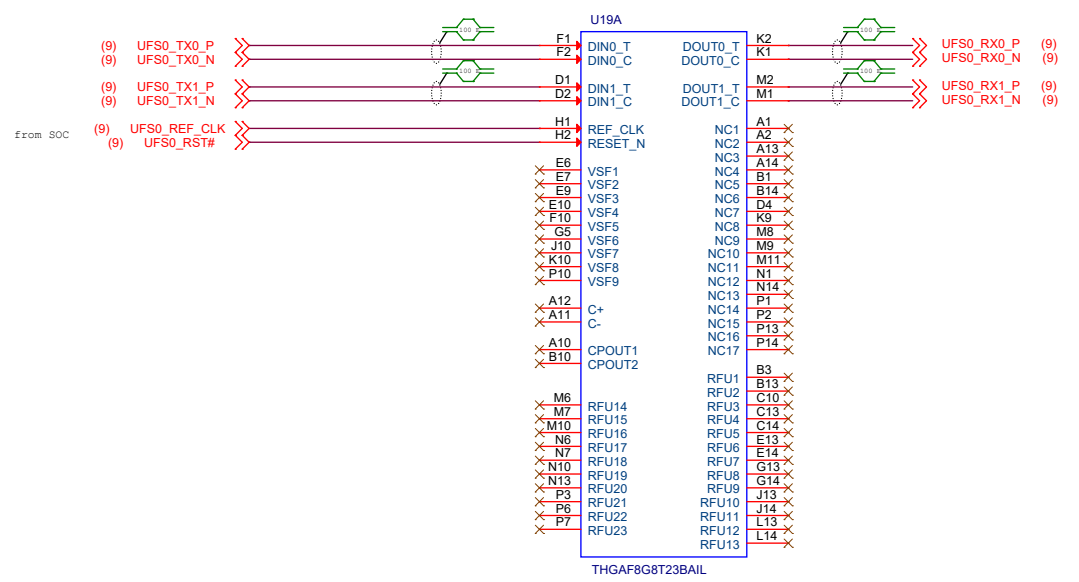 U19A
100 E
100 E
(9) UFS0_TX0_P F1 DIN0_T DOUT0_T K2 UFS0_RX0_P (9)
(9) UFS0_TX0_N F2 DIN0_C DOUT0_C K1 UFS0_RX0_N (9)
100 E
100 E
(9) UFS0_TX1_P D1 DIN1_T DOUT1_T M2 UFS0_RX1_P (9)
(9) UFS0_TX1_N D2 DIN1_C DOUT1_C M1 UFS0_RX1_N (9)
from SOC (9) UFS0_REF_CLK H1 REF_CLK NC1 A1
(9) UFS0_RST# H2 RESET_N NC2 A2
NC3 A13
E6 VSF1 NC4 A14
E7 VSF2 NC5 B1
E9 VSF3 NC6 B14
E10 VSF4 NC7 D4
F10 VSF5 NC8 K9
G5 VSF6 NC9 M8
J10 VSF7 NC10 M9
K10 VSF8 NC11 M11
P10 VSF9 NC12 N1
NC13 N14
A12 C+ NC14 P1
A11 C- NC15 P2
NC16 P13
A10 CPOUT1 NC17 P14
B10 CPOUT2
RFU1 B3
RFU2 B13
M6 RFU14 RFU3 C10
M7 RFU15 RFU4 C13
M10 RFU16 RFU5 C14
N6 RFU17 RFU6 E13
N7 RFU18 RFU7 E14
N10 RFU19 RFU8 G13
N13 RFU20 RFU9 G14
P3 RFU21 RFU10 J13
P6 RFU22 RFU11 J14
P7 RFU23 RFU12 L13
RFU13 L14
THGAF8G8T23BAIL